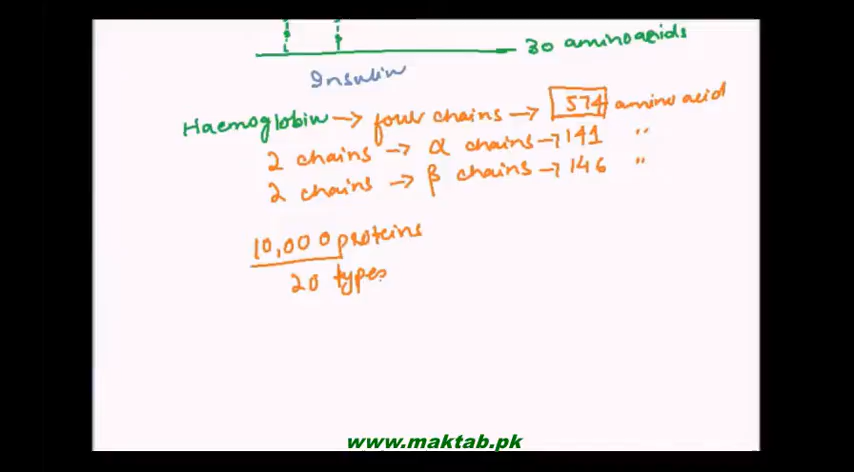 30 aminoacids
Insulin
Haemoglobin → four chains → 574 amino acid
2 chains → α chains → 141 "
2 chains → β chains → 146 "
10,000 proteins
20 types
www.maktab.pk